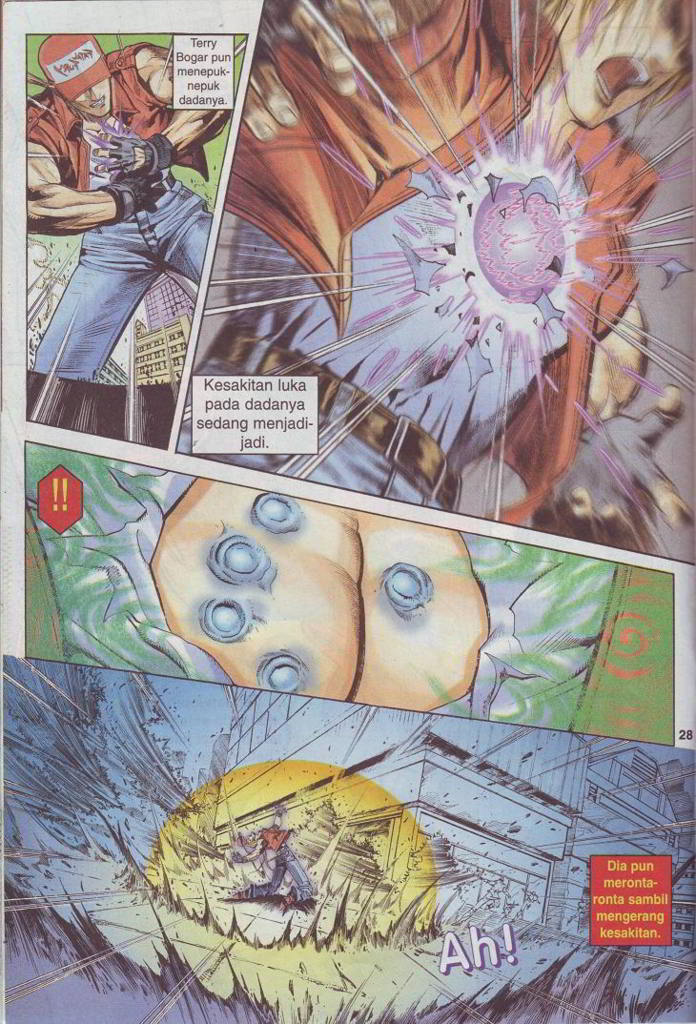 Terry
Bogar pun
menepuk-
nepuk
dadanya.
Kesakitan luka
pada dadanya
sedang menjadi-
jadi.
!!
28
Dia pun
meronta-
ronta sambil
mengerang
kesakitan.
Ah!